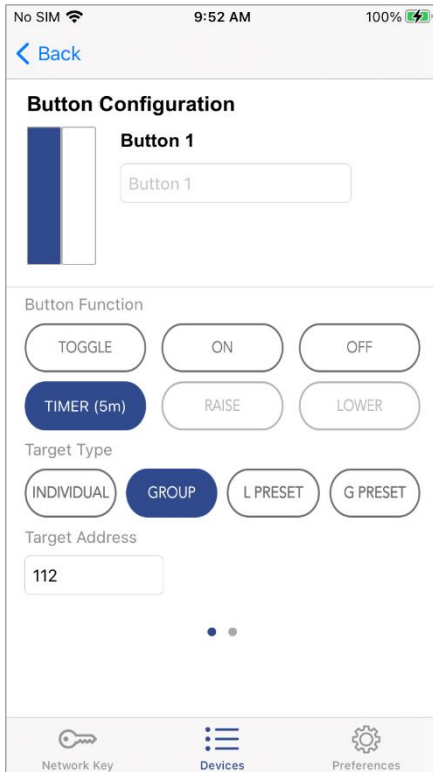 No SIM 9:52 AM 100%
Back
Button Configuration
Button 1
Button 1
Button Function
TOGGLE ON OFF
TIMER (5m) RAISE LOWER
Target Type
INDIVIDUAL GROUP L PRESET G PRESET
Target Address
112
Network Key Devices Preferences